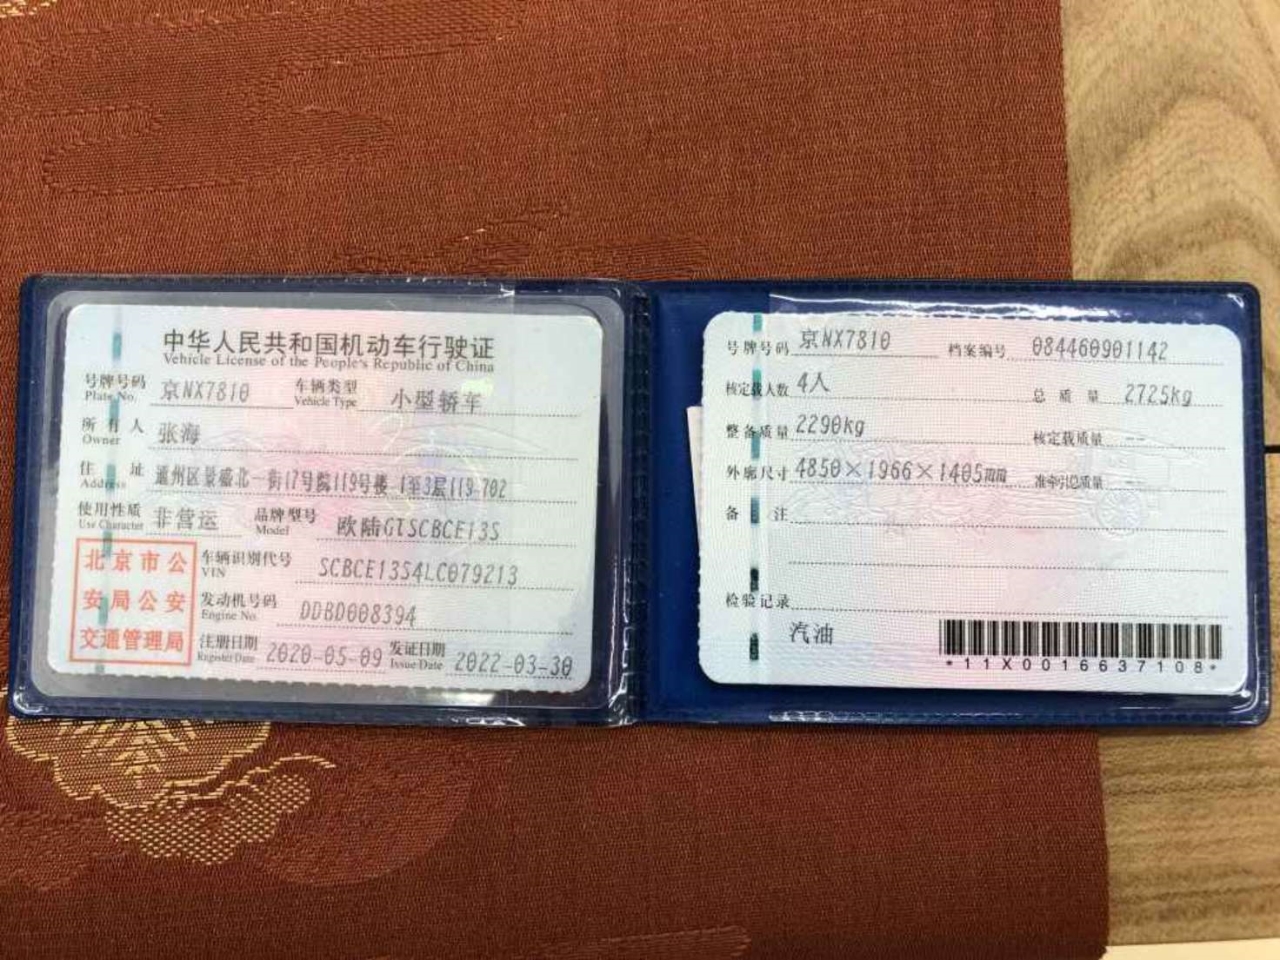 中华人民共和国机动车行驶证
Vehicle License of the People's Republic of China
号牌号码 京NX7810 车辆类型 小型轿车
Plate No. Vehicle Type
所有人 张海
Owner
住址 通州区景盛北一街17号院119号楼 1至3层119-702
Address
使用性质 非营运 品牌型号 欧陆GTSCBCE13S
Use Character Model
北京市公
安局公安
交通管理局
车辆识别代号 SCBCE13S4LC079213
VIN
发动机号码 DDBD008394
Engine No.
注册日期 2020-05-09 发证日期 2022-03-30
Register Date Issue Date
号牌号码 京NX7810 档案编号 084460901142
核定载人数 4人 总质量 2725kg
整备质量 2290kg 核定载质量 --
外廓尺寸 4850×1966×1405mm 准牵引总质量 --
备注
检验记录
汽油
*11X0016637108*